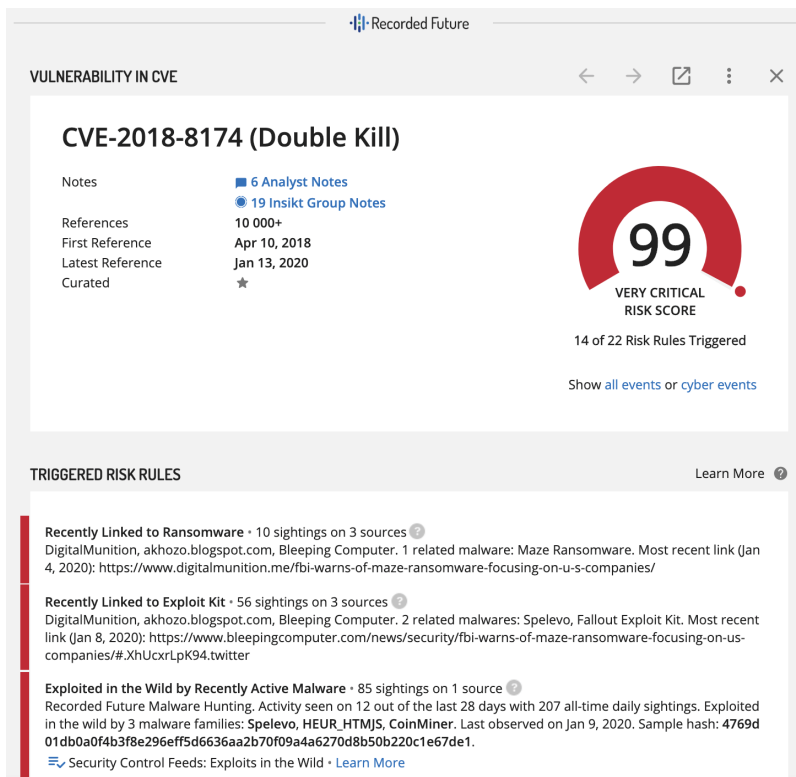 Recorded Future
VULNERABILITY IN CVE
CVE-2018-8174 (Double Kill)
Notes
6 Analyst Notes
19 Insikt Group Notes
References
10 000+
First Reference
Apr 10, 2018
Latest Reference
Jan 13, 2020
Curated
99
VERY CRITICAL
RISK SCORE
14 of 22 Risk Rules Triggered
Show all events or cyber events
TRIGGERED RISK RULES
Learn More ?
Recently Linked to Ransomware • 10 sightings on 3 sources ?
DigitalMunition, akhozo.blogspot.com, Bleeping Computer. 1 related malware: Maze Ransomware. Most recent link (Jan
4, 2020): https://www.digitalmunition.me/fbi-warns-of-maze-ransomware-focusing-on-u-s-companies/
Recently Linked to Exploit Kit • 56 sightings on 3 sources ?
DigitalMunition, akhozo.blogspot.com, Bleeping Computer. 2 related malwares: Spelevo, Fallout Exploit Kit. Most recent
link (Jan 8, 2020): https://www.bleepingcomputer.com/news/security/fbi-warns-of-maze-ransomware-focusing-on-us-
companies/#.XhUcxrLpK94.twitter
Exploited in the Wild by Recently Active Malware • 85 sightings on 1 source ?
Recorded Future Malware Hunting. Activity seen on 12 out of the last 28 days with 207 all-time daily sightings. Exploited
in the wild by 3 malware families: Spelevo, HEUR_HTMJS, CoinMiner. Last observed on Jan 9, 2020. Sample hash: 4769d
01db0a0f4b3f8e296eff5d6636aa2b70f09a4a6270d8b50b220c1e67de1.
Security Control Feeds: Exploits in the Wild • Learn More